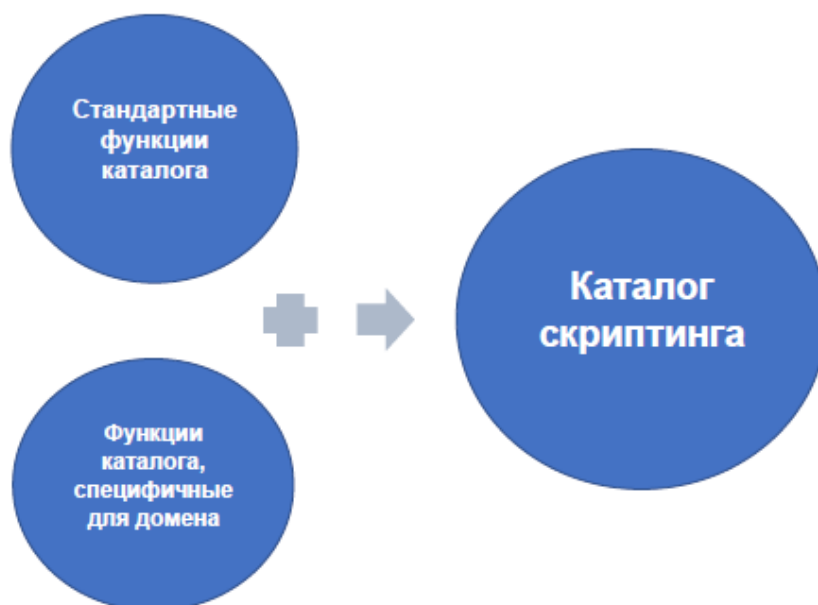 Стандартные
функции
каталога
Каталог
скриптинга
Функции
каталога,
специфичные
для домена